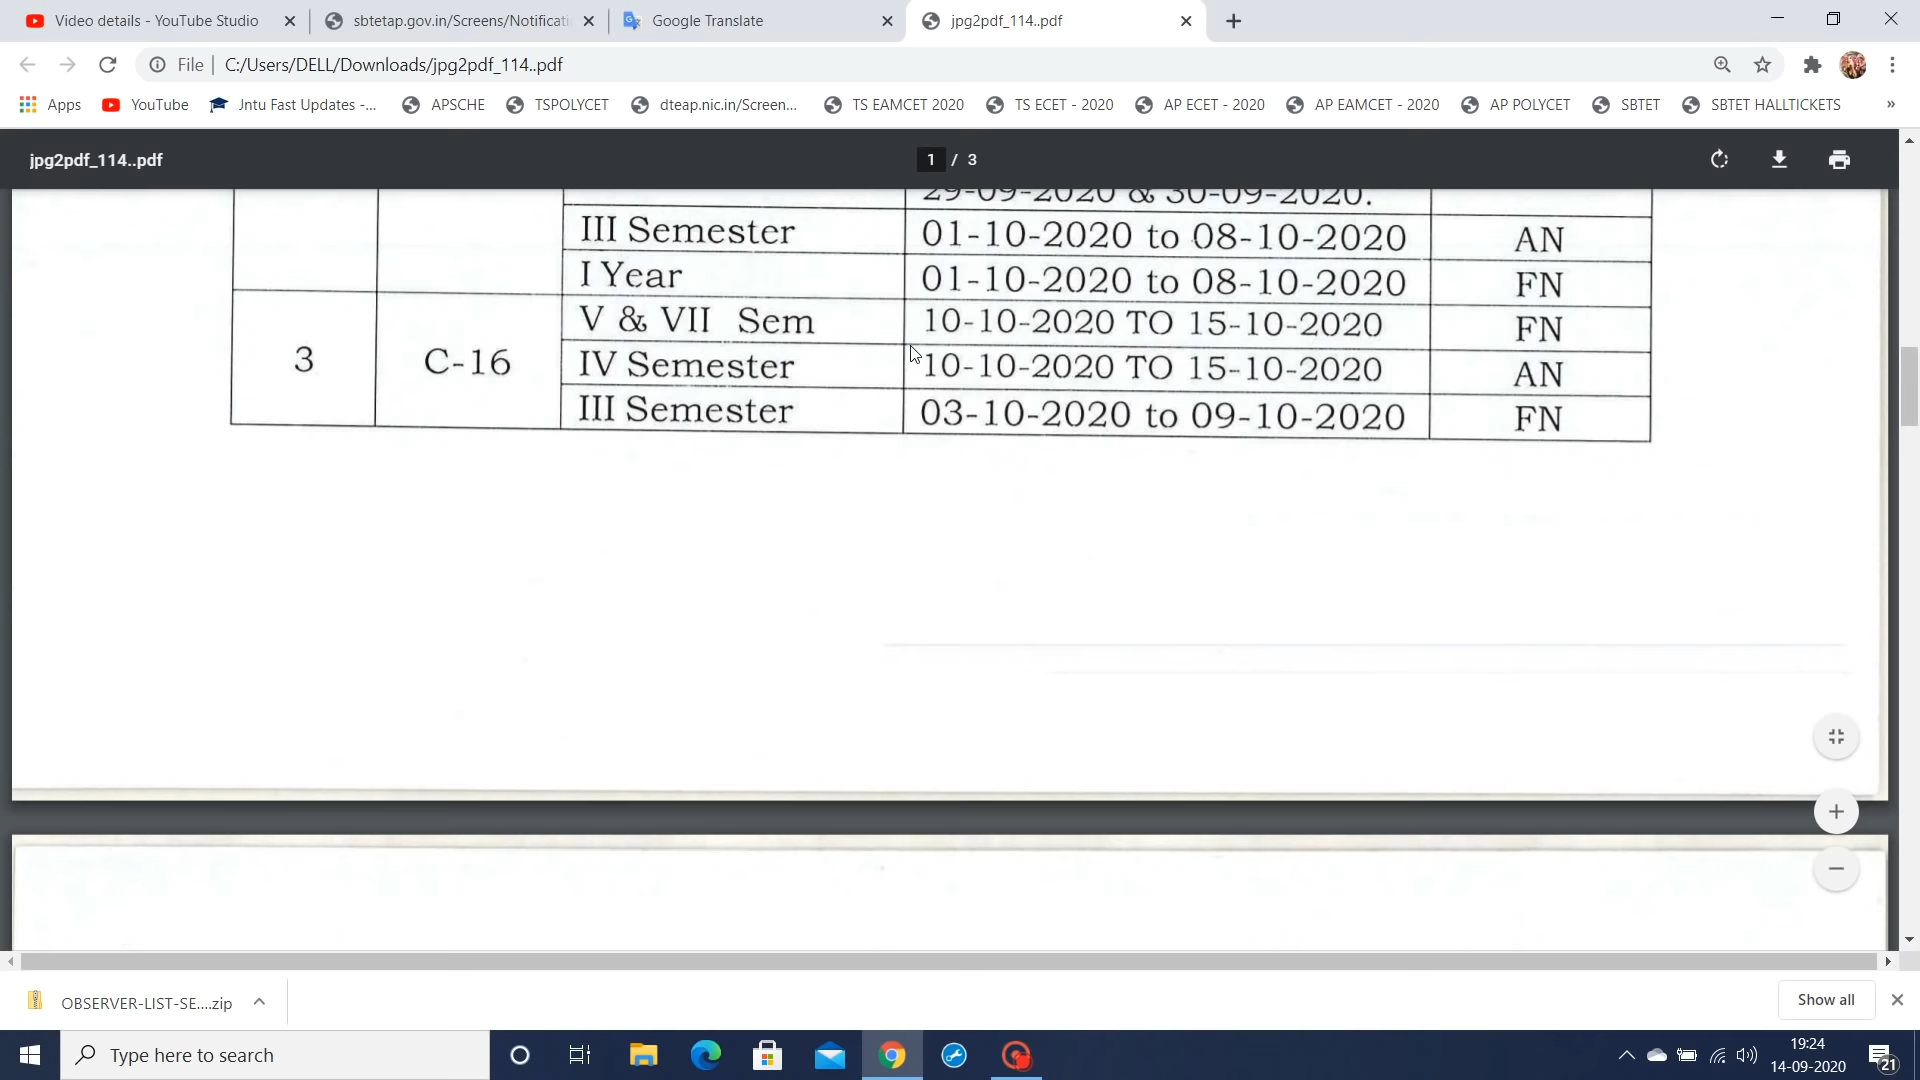 Video details - YouTube Studio
sbtetap.gov.in/Screens/Notificati
Google Translate
jpg2pdf_114..pdf
File | C:/Users/DELL/Downloads/jpg2pdf_114..pdf
Apps YouTube Jntu Fast Updates -... APSCHE TSPOLYCET dteap.nic.in/Screen... TS EAMCET 2020 TS ECET - 2020 AP ECET - 2020 AP EAMCET - 2020 AP POLYCET SBTET SBTET HALLTICKETS »
jpg2pdf_114..pdf 1 / 3
29-09-2020 & 30-09-2020.
III Semester 01-10-2020 to 08-10-2020 AN
I Year 01-10-2020 to 08-10-2020 FN
3 C-16 V & VII Sem 10-10-2020 TO 15-10-2020 FN
IV Semester 10-10-2020 TO 15-10-2020 AN
III Semester 03-10-2020 to 09-10-2020 FN
OBSERVER-LIST-SE....zip
Show all
Type here to search
19:24
14-09-2020
21